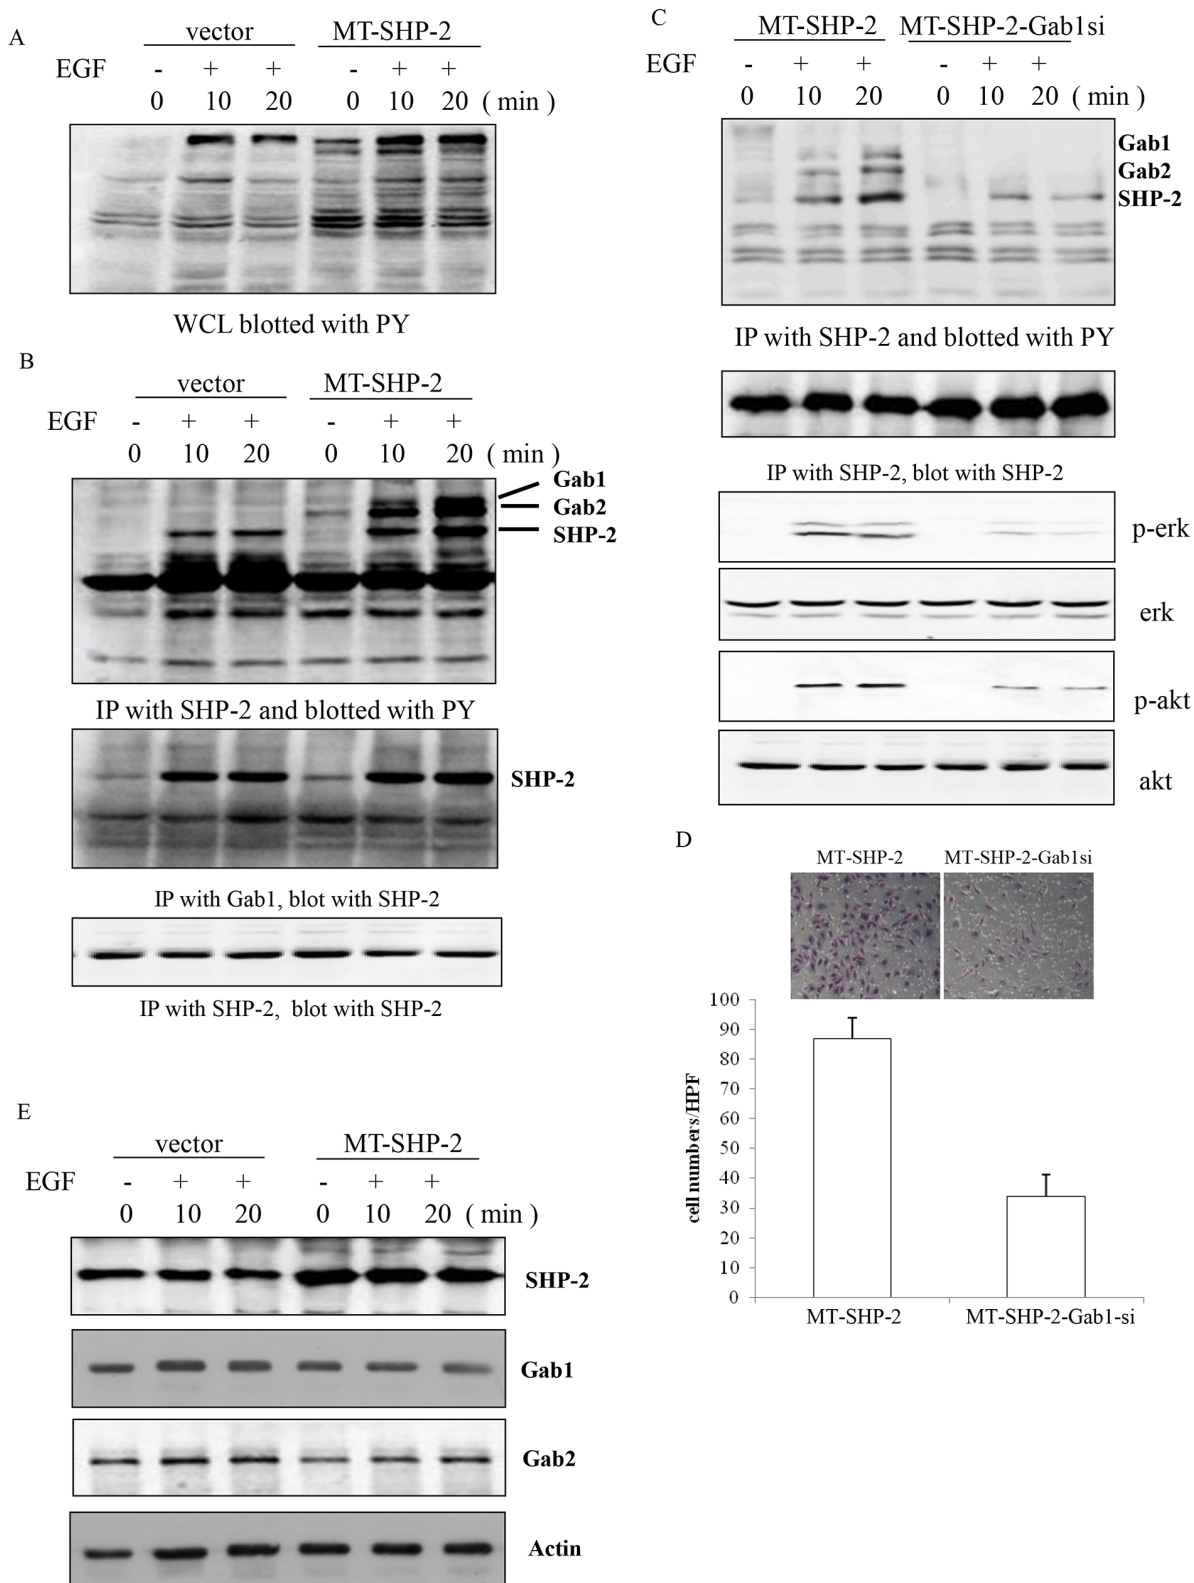 A
vector MT-SHP-2
EGF - + + - + +
0 10 20 0 10 20 ( min )
WCL blotted with PY
B
vector MT-SHP-2
EGF - + + - + +
0 10 20 0 10 20 ( min )
Gab1
Gab2
SHP-2
IP with SHP-2 and blotted with PY
SHP-2
IP with Gab1, blot with SHP-2
IP with SHP-2, blot with SHP-2
C
MT-SHP-2 MT-SHP-2-Gab1si
EGF - + + - + +
0 10 20 0 10 20 ( min )
Gab1
Gab2
SHP-2
IP with SHP-2 and blotted with PY
IP with SHP-2, blot with SHP-2
p-erk
erk
p-akt
akt
D
MT-SHP-2 MT-SHP-2-Gab1si
100
90
80
70
60
50
40
30
20
10
0
cell numbers/HPF
MT-SHP-2 MT-SHP-2-Gab1-si
E
vector MT-SHP-2
EGF - + + - + +
0 10 20 0 10 20 ( min )
SHP-2
Gab1
Gab2
Actin